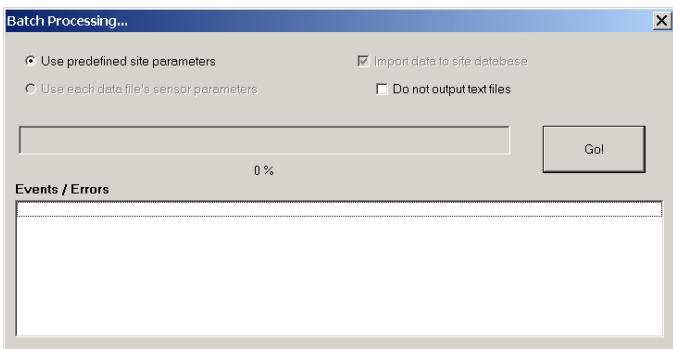 Batch Processing...
Use predefined site parameters
Import data to site database
Use each data file's sensor parameters
Do not output text files
Go!
0 %
Events / Errors